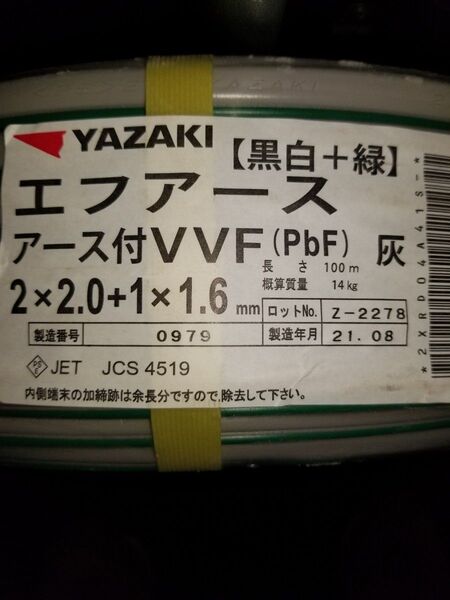 YAZAKI
YAZAKI 【黒白＋緑】
エフアース
アース付VVF(PbF) 灰
長さ 100m
概算質量 14kg
2×2.0+1×1.6mm
ロットNo. Z-2278
製造番号 0979
製造年月 21.08
PSE JET JCS 4519
内側端末の加締跡は余長分ですので,除去して下さい。
*2XRD04A41S-*